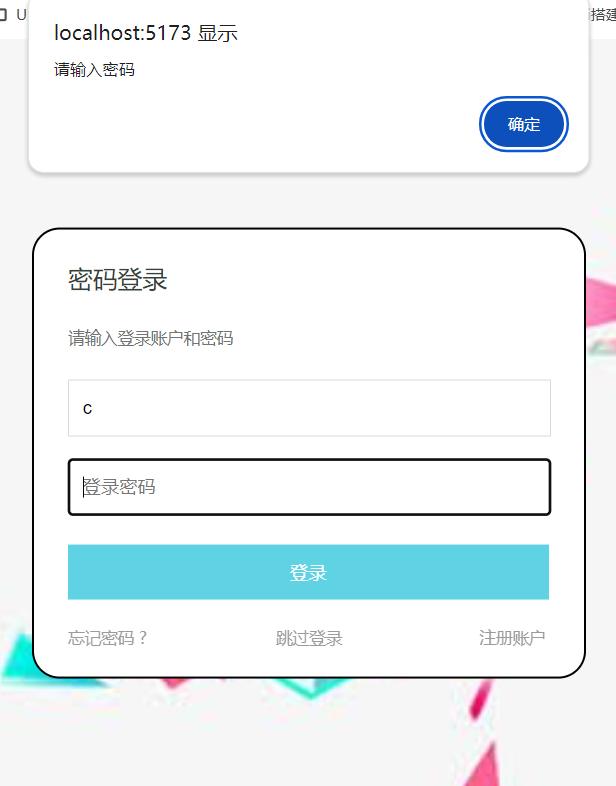 U
搭建
localhost:5173 显示
请输入密码
确定
密码登录
请输入登录账户和密码
c
登录密码
登录
忘记密码？ 跳过登录 注册账户